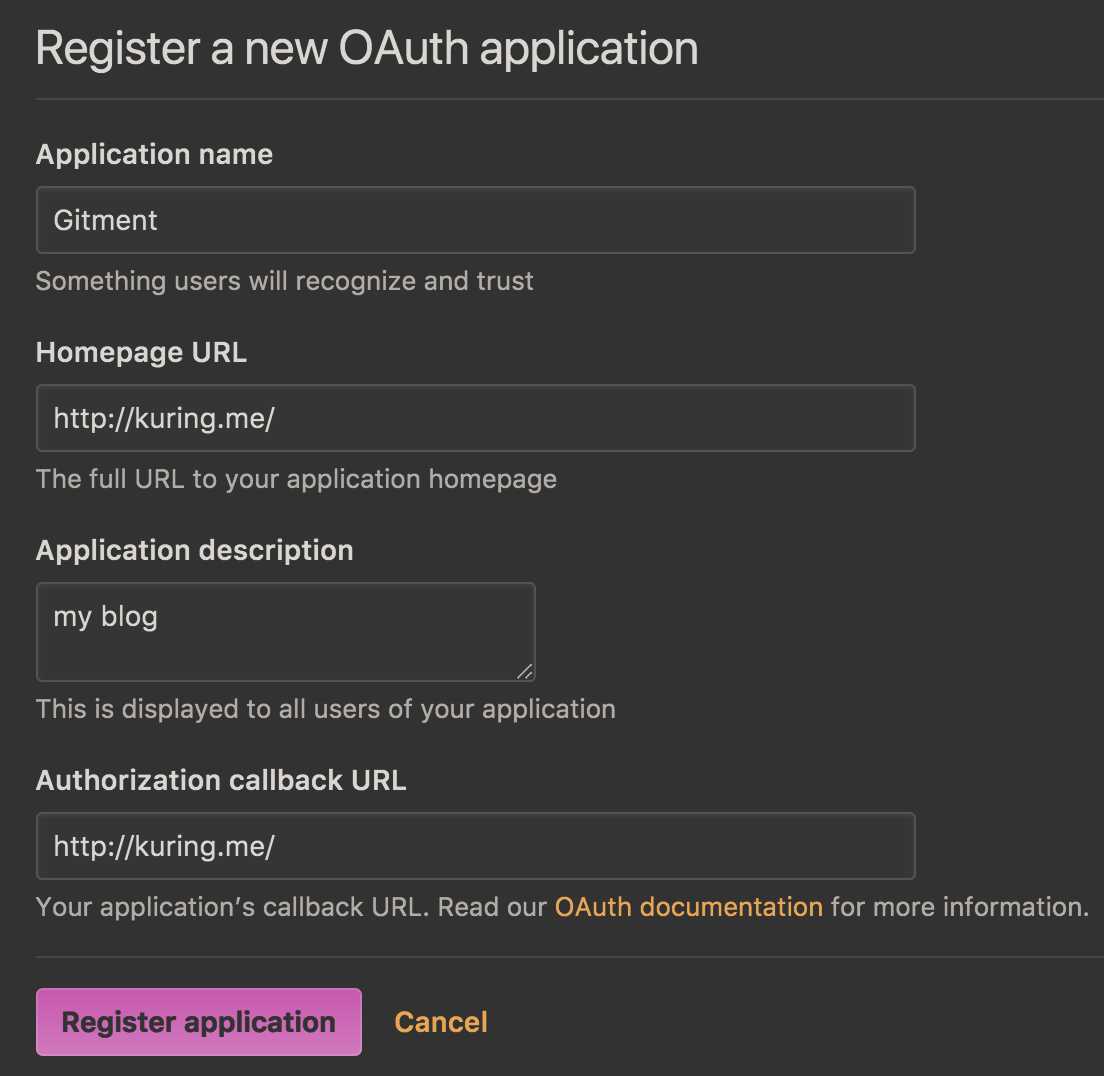 Register a new OAuth application
Application name
Gitment
Something users will recognize and trust
Homepage URL
http://kuring.me/
The full URL to your application homepage
Application description
my blog
This is displayed to all users of your application
Authorization callback URL
http://kuring.me/
Your application’s callback URL. Read our OAuth documentation for more information.
Register application Cancel